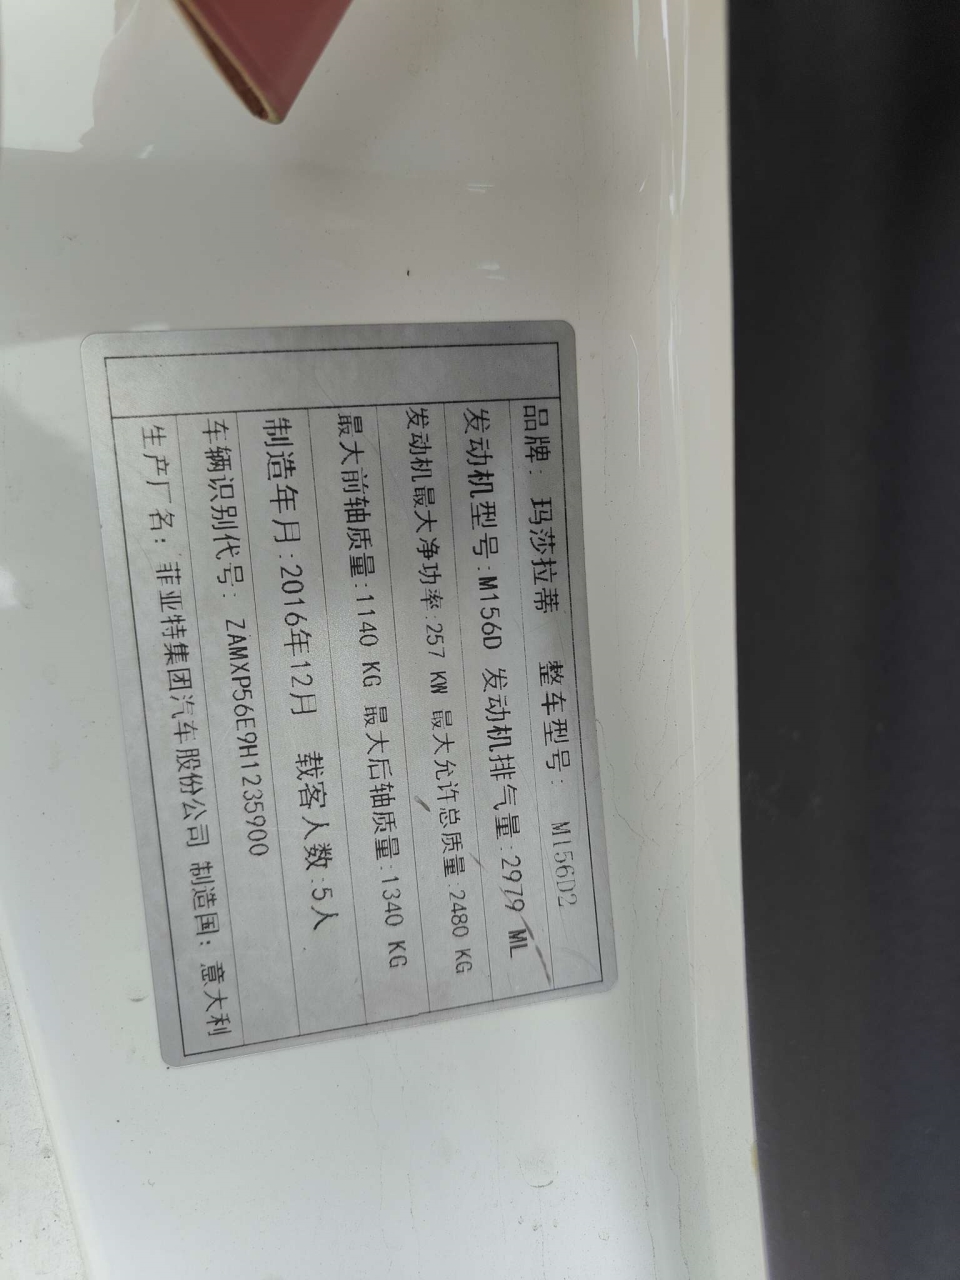 品牌: 玛莎拉蒂 整车型号: M156D2
发动机型号:M156D 发动机排气量:2979 ML
发动机最大净功率:257 KW 最大允许总质量:2480 KG
最大前轴质量:1140 KG 最大后轴质量:1340 KG
制造年月:2016年12月 载客人数:5人
车辆识别代号: ZAMXP56E9H1235900
生产厂名: 菲亚特集团汽车股份公司 制造国: 意大利